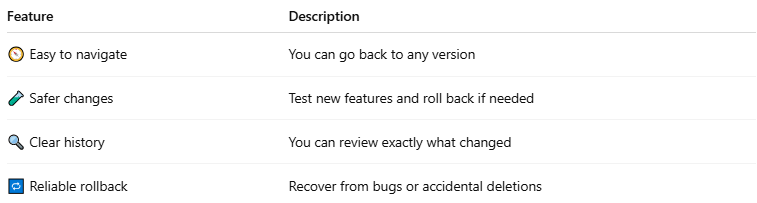 Feature Description
🧭 Easy to navigate You can go back to any version
🧪 Safer changes Test new features and roll back if needed
🔍 Clear history You can review exactly what changed
🔁 Reliable rollback Recover from bugs or accidental deletions